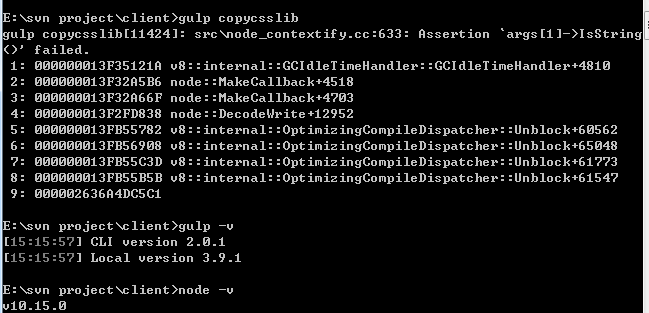 E:\svn project\client>gulp copycsslib
gulp copycsslib[11424]: src\node_contextify.cc:633: Assertion `args[1]->IsString
()' failed.
 1: 000000013F35121A v8::internal::GCIdleTimeHandler::GCIdleTimeHandler+4810
 2: 000000013F32A5B6 node::MakeCallback+4518
 3: 000000013F32A66F node::MakeCallback+4703
 4: 000000013F2FD838 node::DecodeWrite+12952
 5: 000000013FB55782 v8::internal::OptimizingCompileDispatcher::Unblock+60562
 6: 000000013FB56908 v8::internal::OptimizingCompileDispatcher::Unblock+65048
 7: 000000013FB55C3D v8::internal::OptimizingCompileDispatcher::Unblock+61773
 8: 000000013FB55B5B v8::internal::OptimizingCompileDispatcher::Unblock+61547
 9: 000002636A4DC5C1
E:\svn project\client>gulp -v
[15:15:57] CLI version 2.0.1
[15:15:57] Local version 3.9.1
E:\svn project\client>node -v
v10.15.0